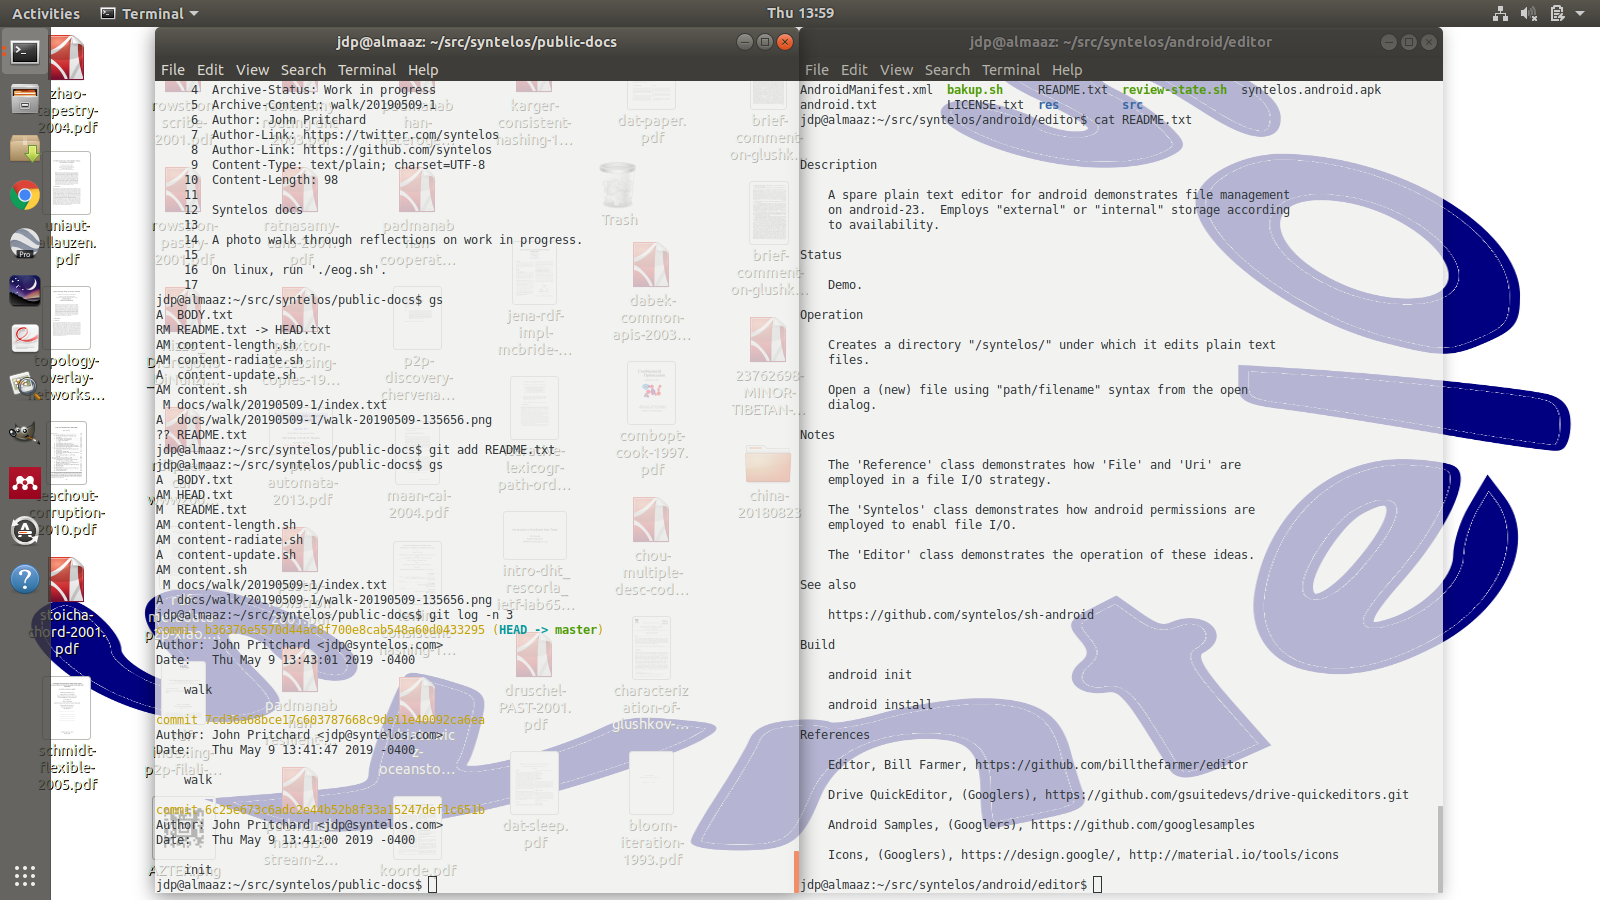 Activities
Terminal
Thu 13:59
jdp@almaaz: ~/src/syntelos/public-docs
File Edit View Search Terminal Help
4 Archive-Status: Work in progress
5 Archive-Content: walk/20190509-1
6 Author: John Pritchard
7 Author-Link: https://twitter.com/syntelos
8 Author-Link: https://github.com/syntelos
9 Content-Type: text/plain; charset=UTF-8
10 Content-Length: 98
11
12 Syntelos docs
13
14 A photo walk through reflections on work in progress.
15
16 On linux, run './eog.sh'.
17
jdp@almaaz:~/src/syntelos/public-docs$ gs
A  BODY.txt
RM README.txt -> HEAD.txt
AM content-length.sh
AM content-radiate.sh
A  content-update.sh
AM content.sh
 M docs/walk/20190509-1/index.txt
A  docs/walk/20190509-1/walk-20190509-135656.png
?? README.txt
jdp@almaaz:~/src/syntelos/public-docs$ git add README.txt
jdp@almaaz:~/src/syntelos/public-docs$ gs
A  BODY.txt
AM HEAD.txt
M  README.txt
AM content-length.sh
AM content-radiate.sh
A  content-update.sh
AM content.sh
 M docs/walk/20190509-1/index.txt
A  docs/walk/20190509-1/walk-20190509-135656.png
jdp@almaaz:~/src/syntelos/public-docs$ git log -n 3
commit b36376e5570d44ac8f700e8cab548a60d0433295 (HEAD -> master)
Author: John Pritchard <jdp@syntelos.com>
Date:   Thu May 9 13:43:01 2019 -0400
walk
commit 7cd36a68bce17c603787668c9de11e40092ca6ea
Author: John Pritchard <jdp@syntelos.com>
Date:   Thu May 9 13:41:47 2019 -0400
walk
commit 6c25e673c6adc2e44b52b8f33a15247def1c651b
Author: John Pritchard <jdp@syntelos.com>
Date:   Thu May 9 13:41:00 2019 -0400
init
jdp@almaaz:~/src/syntelos/public-docs$
jdp@almaaz: ~/src/syntelos/android/editor
File Edit View Search Terminal Help
AndroidManifest.xml bakup.sh README.txt review-state.sh syntelos.android.apk
android.txt LICENSE.txt res src
jdp@almaaz:~/src/syntelos/android/editor$ cat README.txt
Description
A spare plain text editor for android demonstrates file management
on android-23. Employs "external" or "internal" storage according
to availability.
Status
Demo.
Operation
Creates a directory "/syntelos/" under which it edits plain text
files.
Open a (new) file using "path/filename" syntax from the open
dialog.
Notes
The 'Reference' class demonstrates how 'File' and 'Uri' are
employed in a file I/O strategy.
The 'Syntelos' class demonstrates how android permissions are
employed to enabl file I/O.
The 'Editor' class demonstrates the operation of these ideas.
See also
https://github.com/syntelos/sh-android
Build
android init
android install
References
Editor, Bill Farmer, https://github.com/billthefarmer/editor
Drive QuickEditor, (Googlers), https://github.com/gsuitedevs/drive-quickeditors.git
Android Samples, (Googlers), https://github.com/googlesamples
Icons, (Googlers), https://design.google/, http://material.io/tools/icons
jdp@almaaz:~/src/syntelos/android/editor$
zhao-
tapestry-
2004.pdf
uniaut-
allauzen.
pdf
topology-
overlay-
networks...
teachout-
corruption-
2010.pdf
stoica-
chord-2001.
pdf
schmidt-
flexible-
2005.pdf
Pro
Trash
karger-
consistent-
hashing-1...
dat-paper.
pdf
brief-
comment-
on-glushk...
padmanab
han-
cooperat...
jena-rdf-
impl-
mcbride-...
dabek-
common-
apis-2003...
brief-
comment-
on-glushk...
p2p-
discovery-
chervena...
23762698-
MINOR-
TIBETAN-...
combopt-
cook-1997.
pdf
lexicogr-
path-ord...
automata-
2013.pdf
maan-cai-
2004.pdf
china-
20180823
intro-dht_
rescorla_
ietf-iab65...
chou-
multiple-
desc-cod...
druschel-
PAST-2001.
pdf
characteriz
ation-of-
glushkov-...
dat-sleep.
pdf
bloom-
iteration-
1993.pdf
koorde.pdf